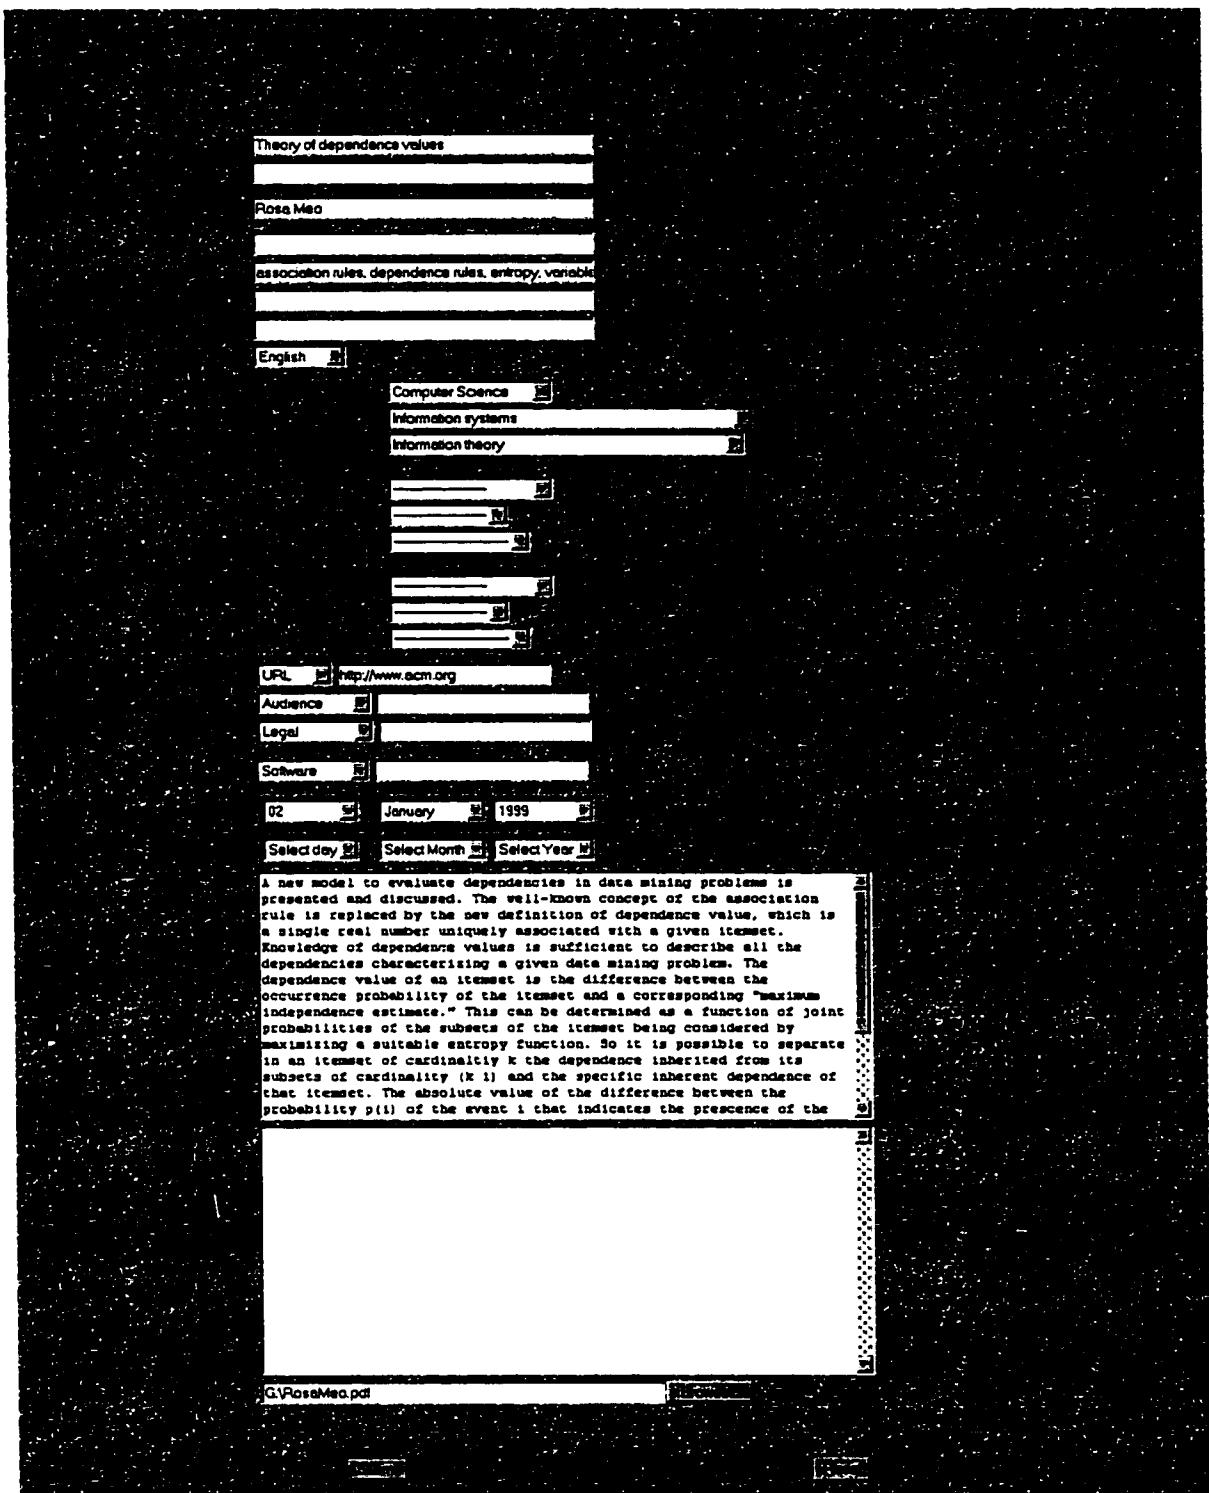 Theory of dependence values
Rosa Meo
association rules, dependence rules, entropy, variable
English
Computer Science
Information systems
Information theory
URL http://www.acm.org
Audience
Legal
Software
02 January 1999
Select day Select Month Select Year
A new model to evaluate dependencies in data mining problems is
presented and discussed. The well-known concept of the association
rule is replaced by the new definition of dependence value, which is
a single real number uniquely associated with a given itemset.
Knowledge of dependence values is sufficient to describe all the
dependencies characterizing a given data mining problem. The
dependence value of an itemset is the difference between the
occurrence probability of the itemset and a corresponding "maximum
independence estimate." This can be determined as a function of joint
probabilities of the subsets of the itemset being considered by
maximizing a suitable entropy function. So it is possible to separate
in an itemset of cardinaltiy k the dependence inherited from its
subsets of cardinality (k 1) and the specific inherent dependence of
that itemset. The absolute value of the difference between the
probability p(i) of the event i that indicates the prescence of the
G:\RosaMeo.pdf